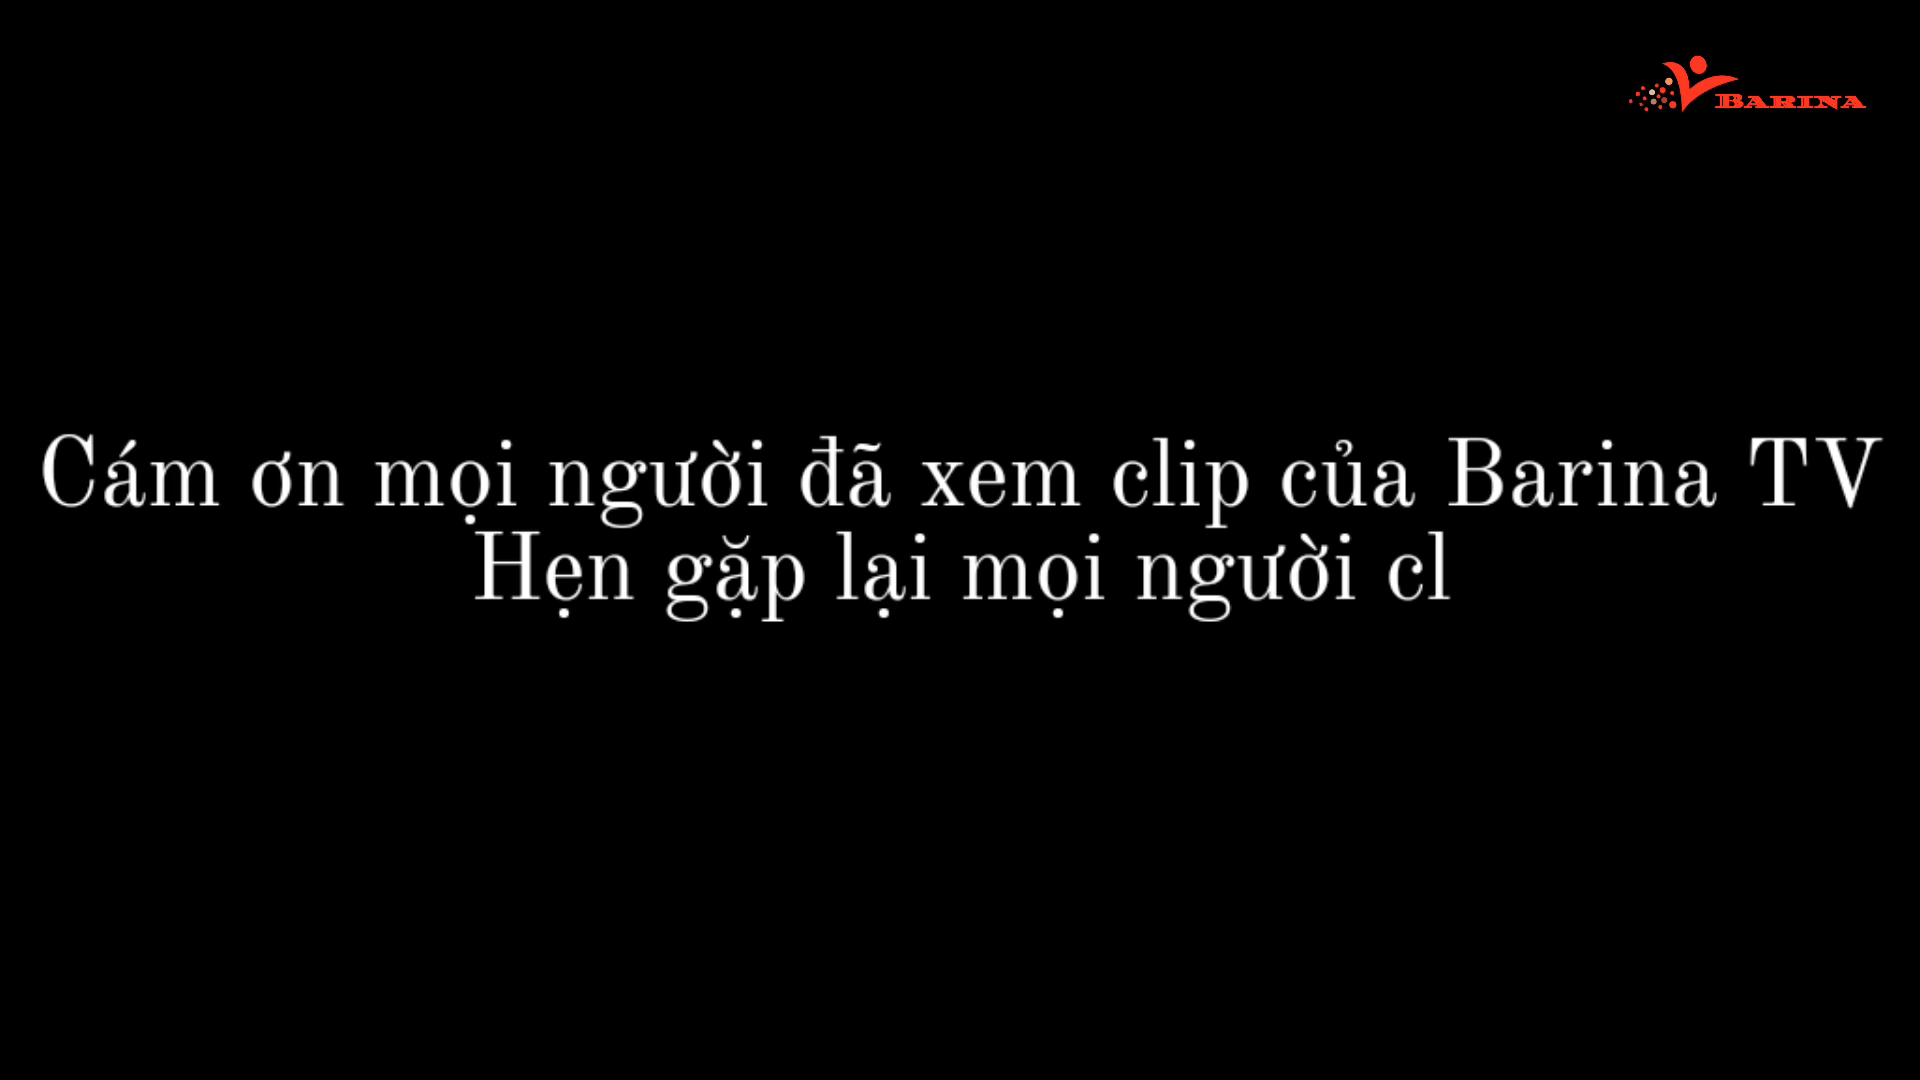 BARINA
Cám ơn mọi người đã xem clip của Barina TV
Hẹn gặp lại mọi người cl